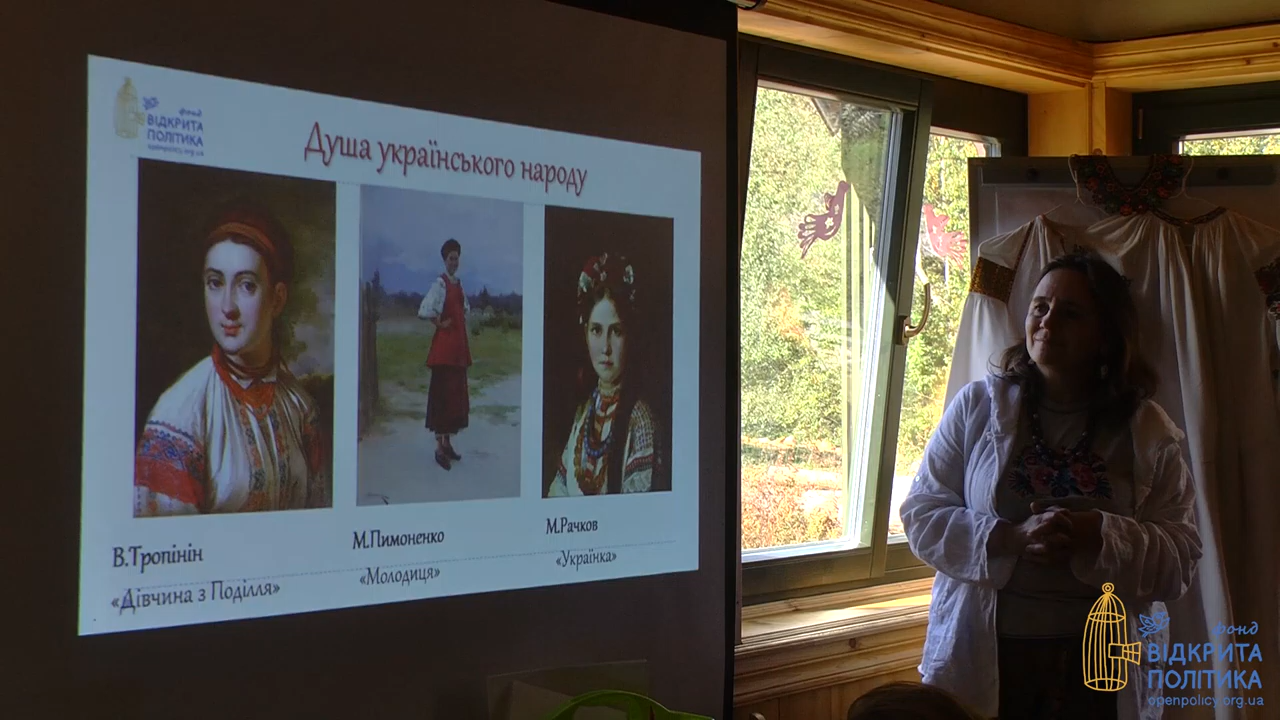 фонд
ВІДКРИТА
ПОЛІТИКА
openpolicy.org.ua
Душа українського народу
В.Тропінін
«Дівчина з Поділля»
М.Пимоненко
«Молодиця»
М.Рачков
«Українка»
фонд
ВІДКРИТА
ПОЛІТИКА
openpolicy.org.ua